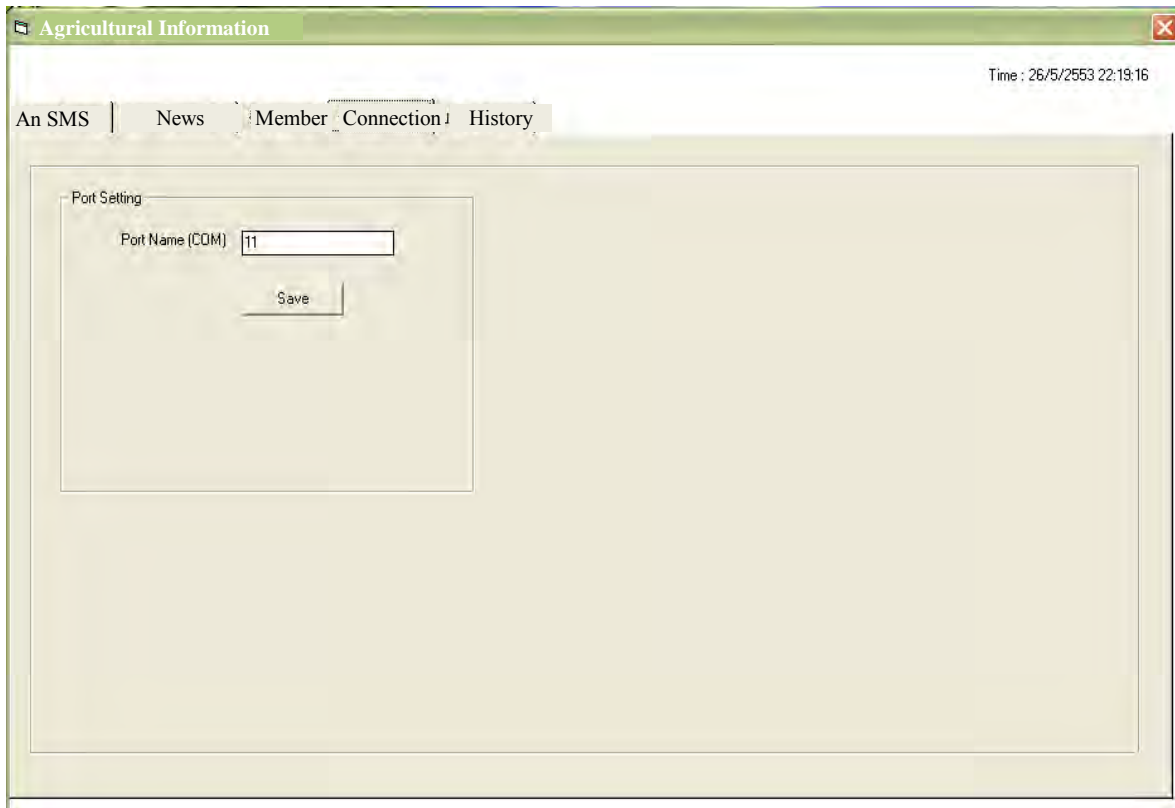 Agricultural Information
Time : 26/5/2553 22:19:16
An SMS News Member Connection History
Port Setting
Port Name (COM) 11
Save